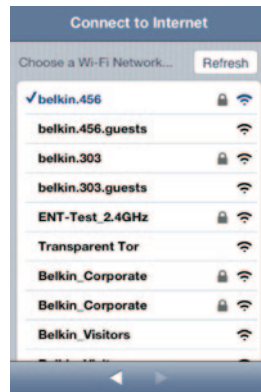 Connect to Internet
Choose a Wi-Fi Network... Refresh
belkin.456
belkin.456.guests
belkin.303
belkin.303.guests
ENT-Test_2.4GHz
Transparent Tor
Belkin_Corporate
Belkin_Corporate
Belkin_Visitors